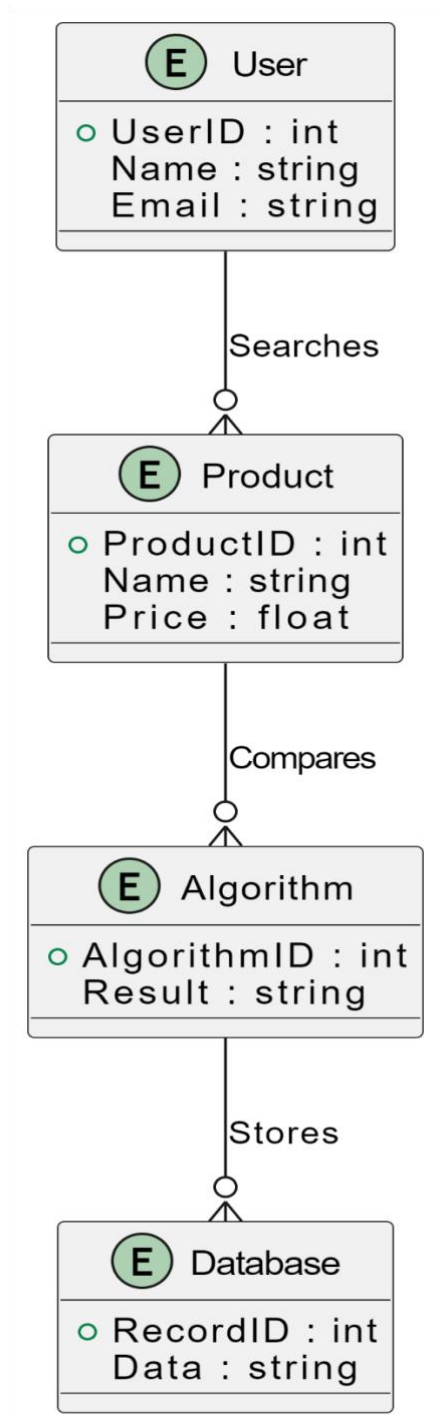 E User
UserID : int
Name : string
Email : string
Searches
E Product
ProductID : int
Name : string
Price : float
Compares
E Algorithm
AlgorithmID : int
Result : string
Stores
E Database
RecordID : int
Data : string